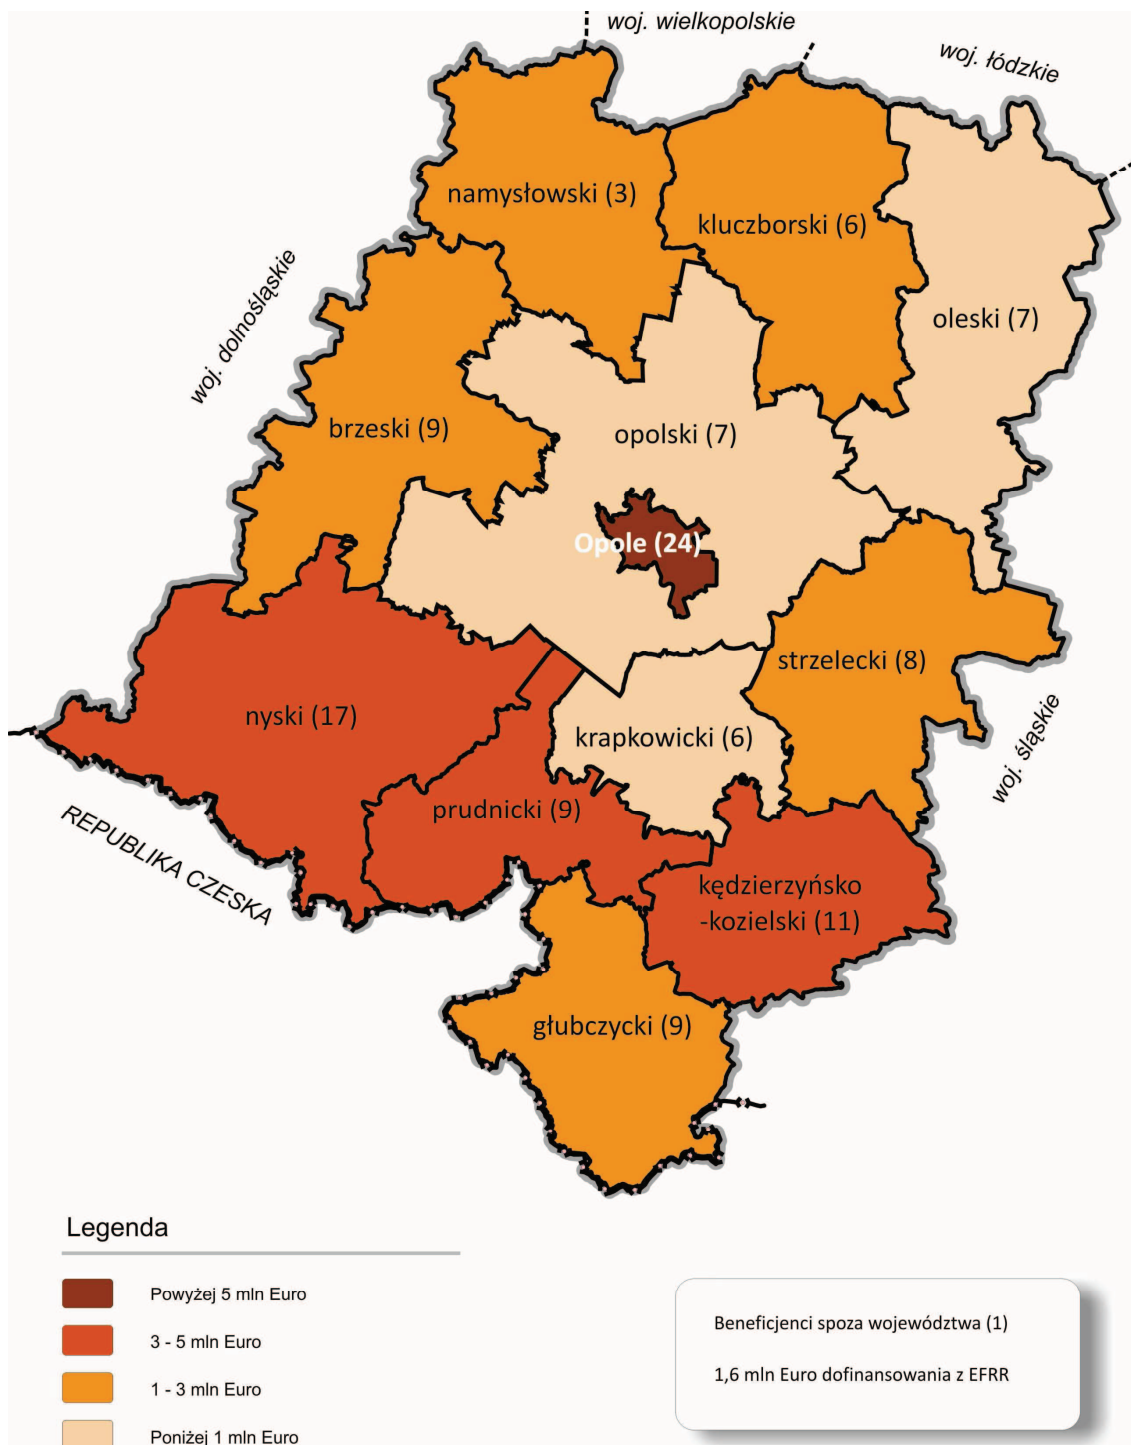 woj. wielkopolskie
woj. łódzkie
namysłowski (3)
kluczborski (6)
woj. dolnośląskie
oleski (7)
brzeski (9)
opolski (7)
Opole (24)
strzelecki (8)
nyski (17)
krapkowicki (6)
woj. śląskie
prudnicki (9)
REPUBLIKA CZESKA
kędzierzyńsko
-kozielski (11)
głubczycki (9)
Legenda
Powyżej 5 mln Euro
3 - 5 mln Euro
1 - 3 mln Euro
Poniżej 1 mln Euro
Beneficjenci spoza województwa (1)
1,6 mln Euro dofinansowania z EFRR